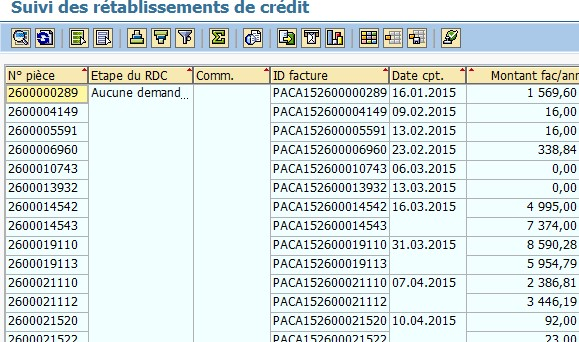 Suivi des rétablissements de crédit
N° pièce Etape du RDC Comm. ID facture Date cpt. Montant fac/ann
2600000289 Aucune demand... PACA152600000289 16.01.2015 1 569,60
2600004149 PACA152600004149 09.02.2015 16,00
2600005591 PACA152600005591 13.02.2015 16,00
2600006960 PACA152600006960 23.02.2015 338,84
2600010743 PACA152600010743 06.03.2015 0,00
2600013932 PACA152600013932 13.03.2015 0,00
2600014542 PACA152600014542 16.03.2015 4 995,00
2600014543 PACA152600014543 7 374,00
2600019110 PACA152600019110 31.03.2015 8 590,28
2600019113 PACA152600019113 5 954,79
2600021110 PACA152600021110 07.04.2015 2 386,81
2600021112 PACA152600021112 3 446,19
2600021520 PACA152600021520 10.04.2015 92,00
2600021522 PACA152600021522 23,00